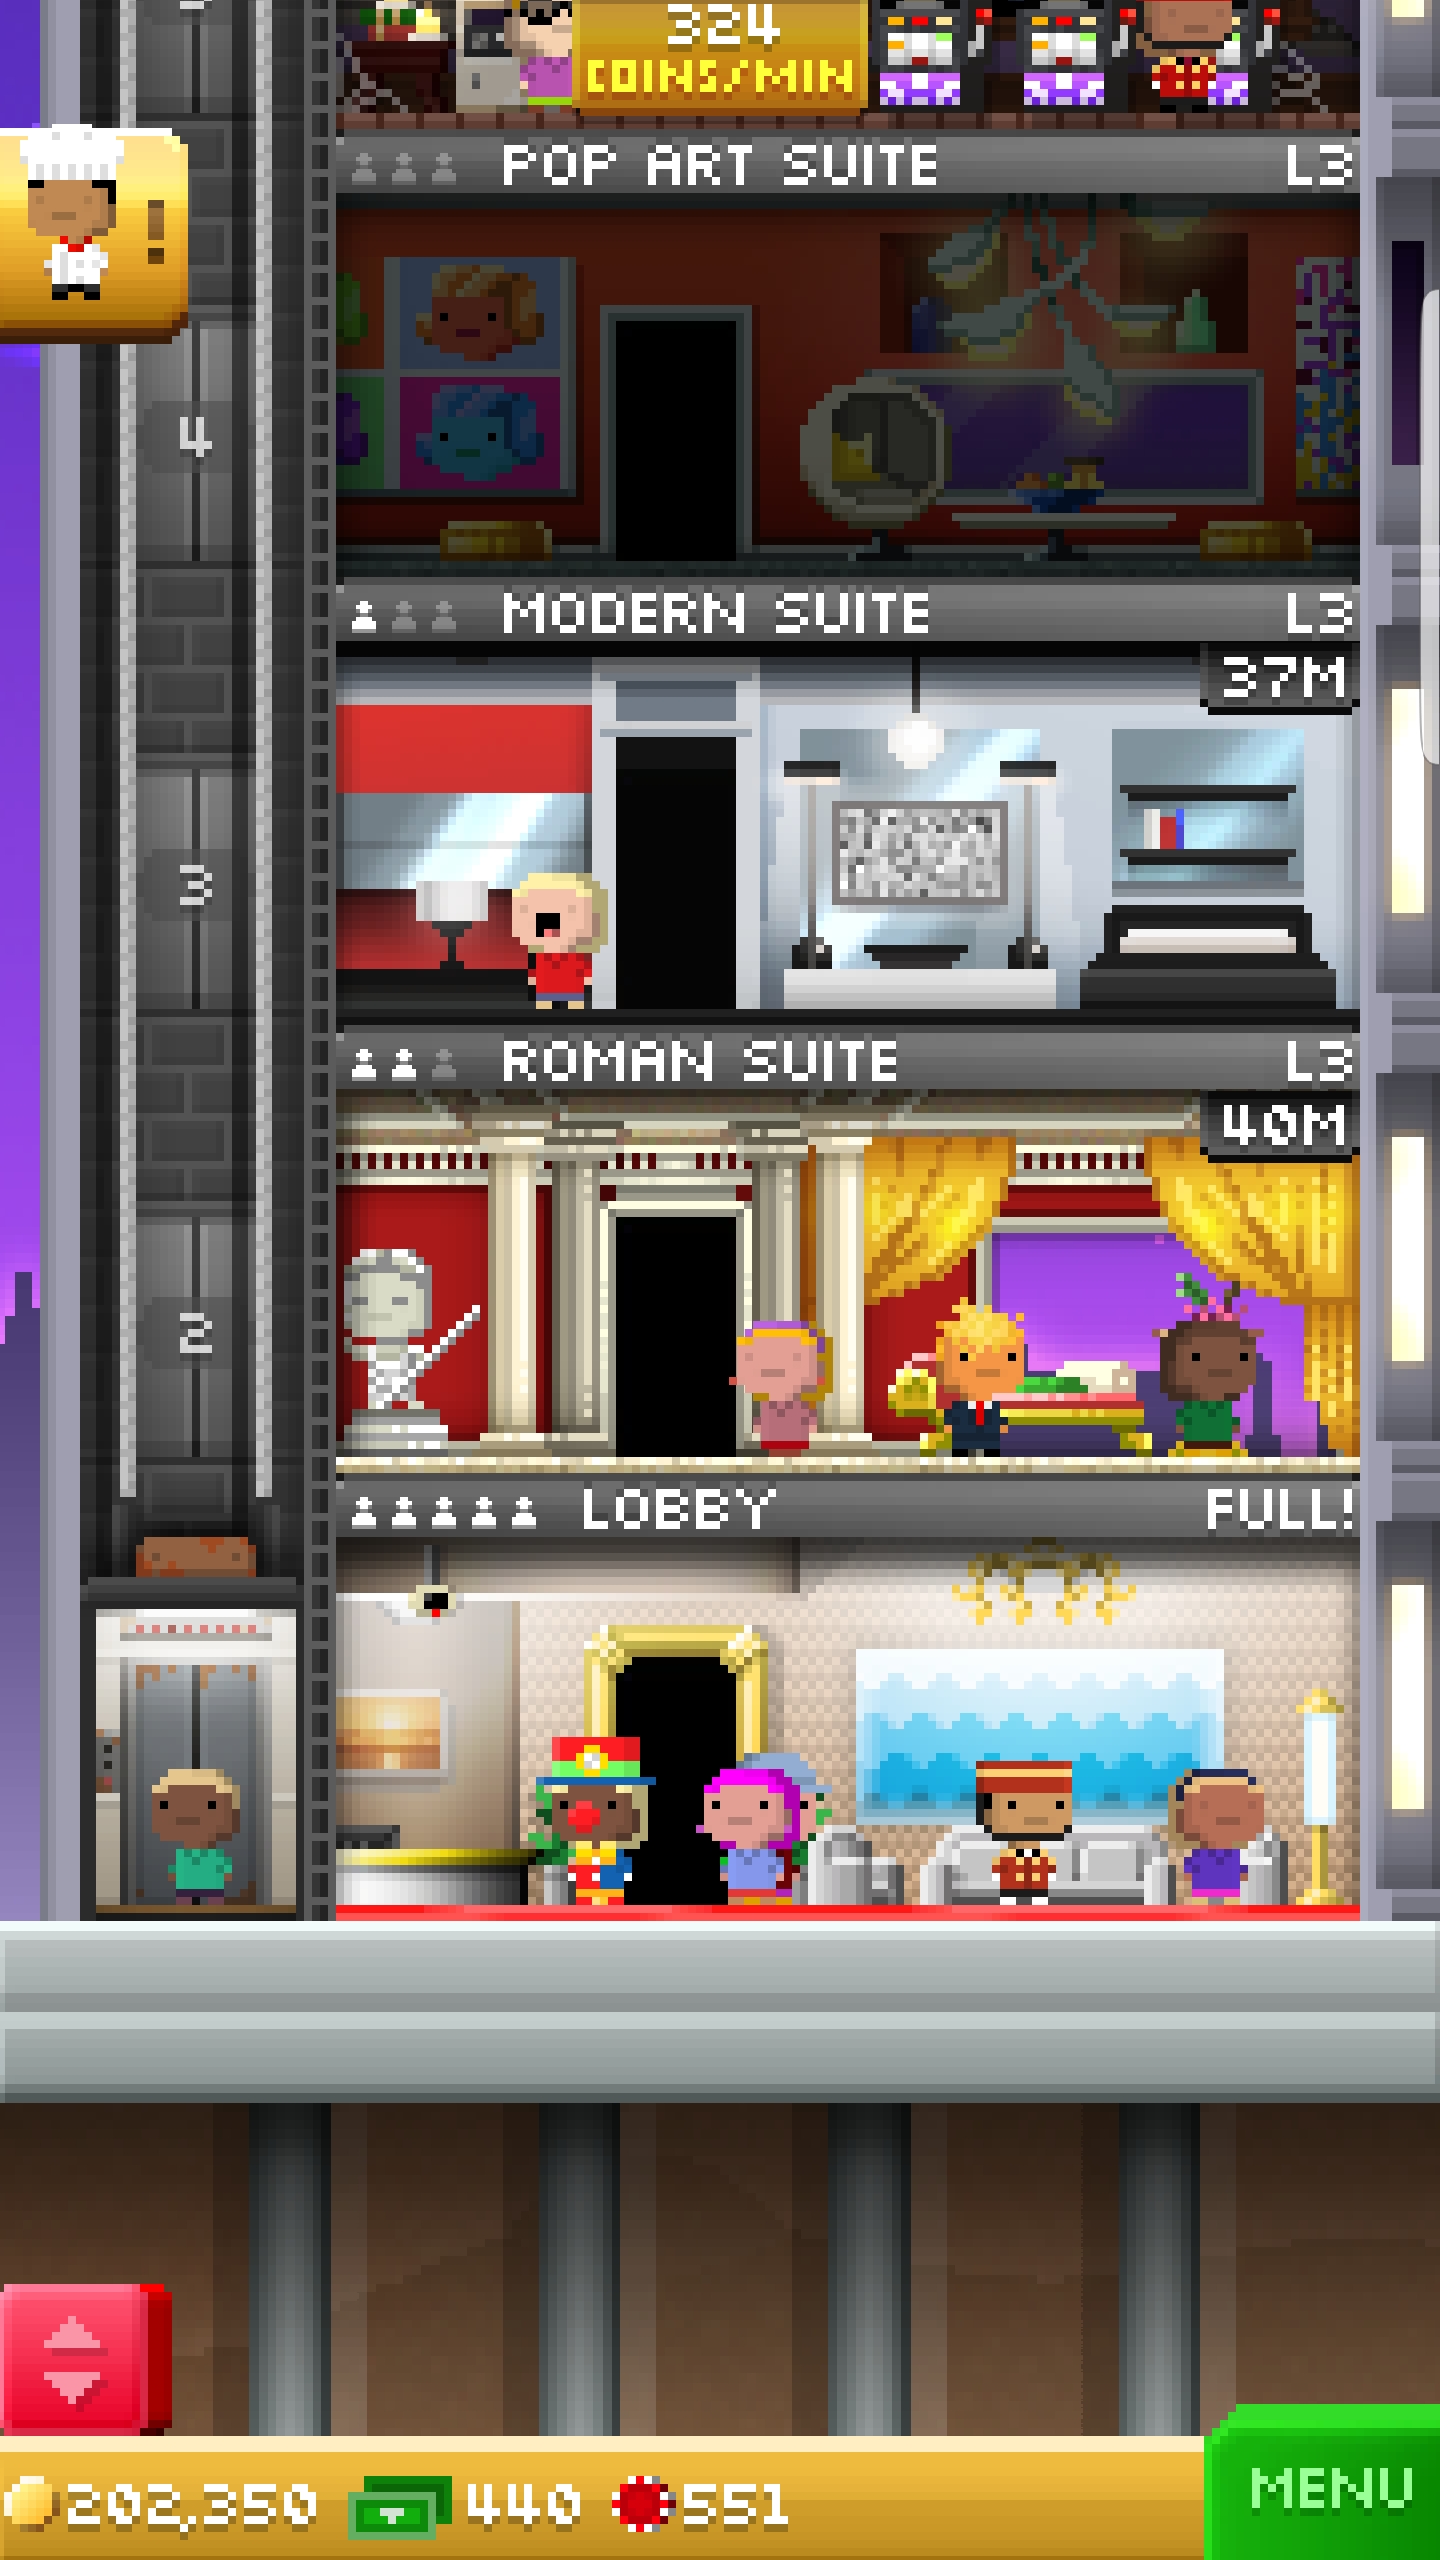 324
COINS/MIN
POP ART SUITE L3
!
4
MODERN SUITE L3
37M
3
ROMAN SUITE L3
40M
2
LOBBY FULL!
202,350 440 551
MENU